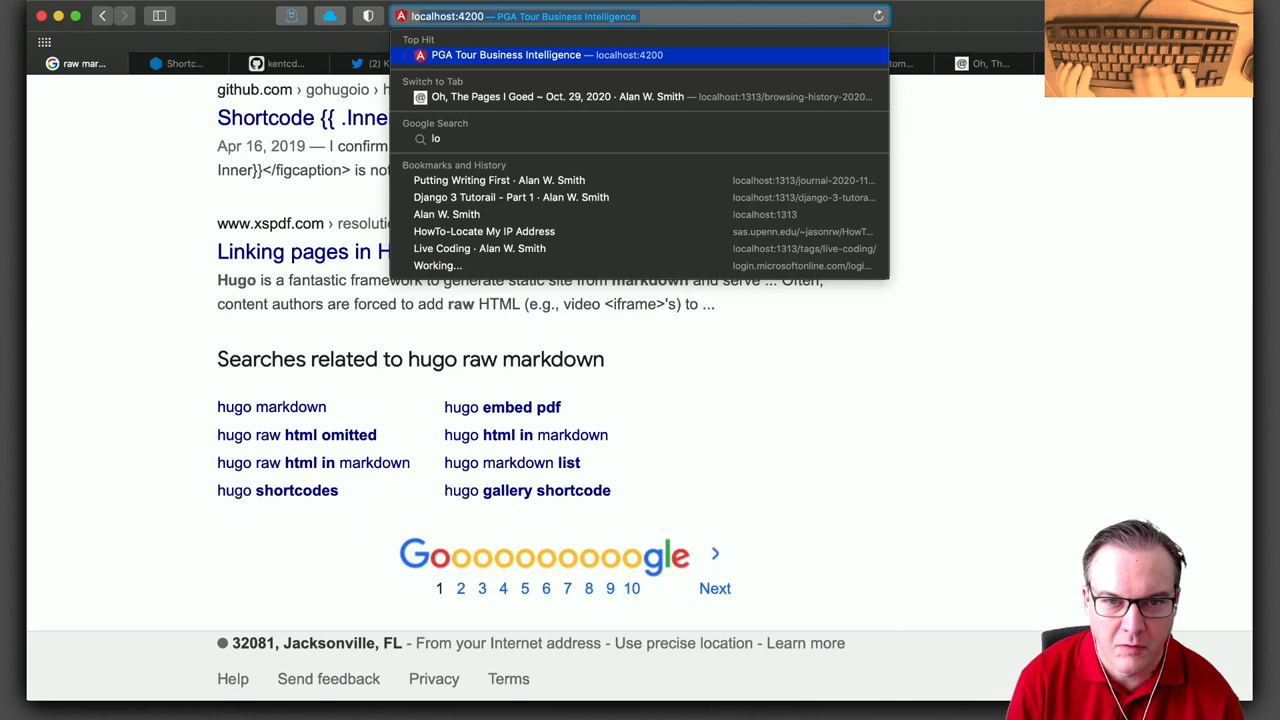 localhost:4200 — PGA Tour Business Intelligence
raw mar...
Shortc...
kentcd...
(2) K
tom...
Oh, Th...
Top Hit
PGA Tour Business Intelligence — localhost:4200
Switch to Tab
Oh, The Pages I Goed ~ Oct. 29, 2020 · Alan W. Smith — localhost:1313/browsing-history-2020...
Google Search
lo
Bookmarks and History
Putting Writing First · Alan W. Smith localhost:1313/journal-2020-11...
Django 3 Tutorail - Part 1 · Alan W. Smith localhost:1313/django-3-tutora...
Alan W. Smith localhost:1313
HowTo-Locate My IP Address sas.upenn.edu/~jasonrw/HowT...
Live Coding · Alan W. Smith localhost:1313/tags/live-coding/
Working... login.microsoftonline.com/logi...
github.com › gohugoio › h
Shortcode {{ .Inne
Apr 16, 2019 — I confirm
Inner}}</figcaption> is not
www.xspdf.com › resoluti
Linking pages in H
Hugo is a fantastic framework to generate static site from markdown and serve ... Often,
content authors are forced to add raw HTML (e.g., video <iframe>'s) to ...
Searches related to hugo raw markdown
hugo markdown hugo embed pdf
hugo raw html omitted hugo html in markdown
hugo raw html in markdown hugo markdown list
hugo shortcodes hugo gallery shortcode
Goooooooooogle
1 2 3 4 5 6 7 8 9 10 Next
32081, Jacksonville, FL - From your Internet address - Use precise location - Learn more
Help Send feedback Privacy Terms